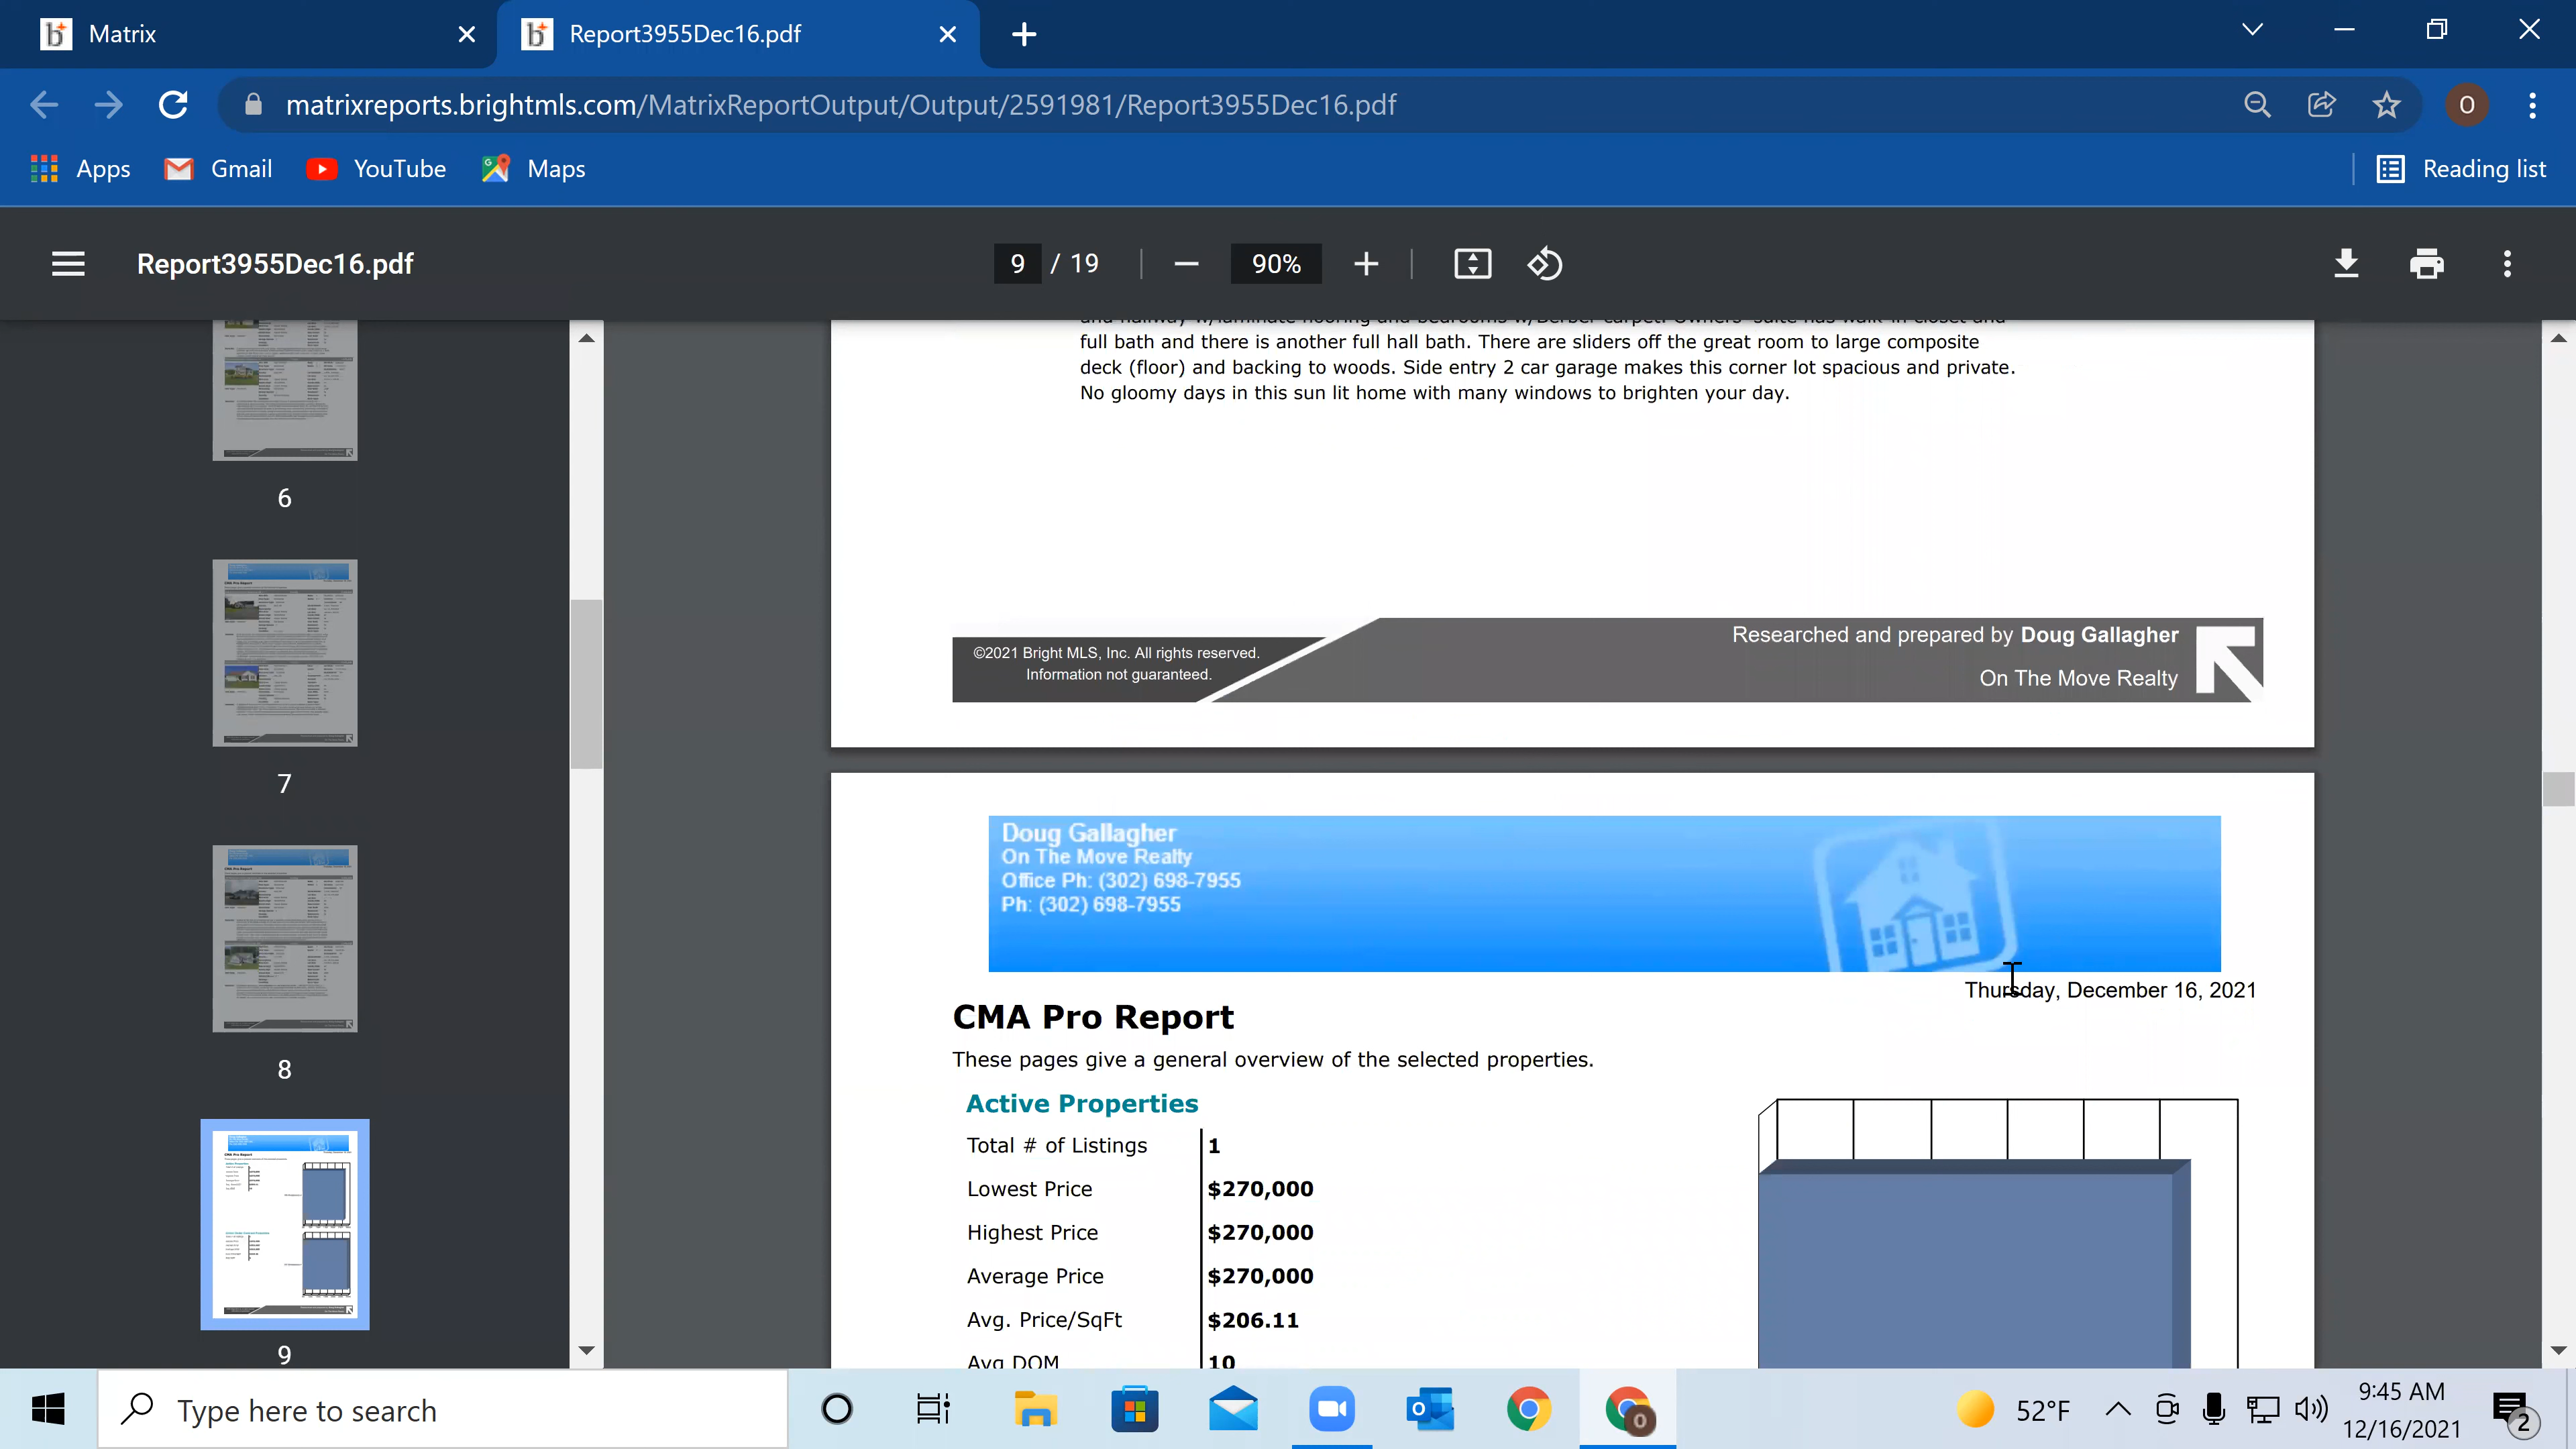 Matrix
Report3955Dec16.pdf
matrixreports.brightmls.com/MatrixReportOutput/Output/2591981/Report3955Dec16.pdf
O
Apps
Gmail
YouTube
Maps
Reading list
Report3955Dec16.pdf
9 / 19
90%
6
7
8
9
full bath and there is another full hall bath. There are sliders off the great room to large composite
deck (floor) and backing to woods. Side entry 2 car garage makes this corner lot spacious and private.
No gloomy days in this sun lit home with many windows to brighten your day.
©2021 Bright MLS, Inc. All rights reserved.
Information not guaranteed.
Researched and prepared by Doug Gallagher
On The Move Realty
Doug Gallagher
On The Move Realty
Office Ph: (302) 698-7955
Ph: (302) 698-7955
Thursday, December 16, 2021
CMA Pro Report
These pages give a general overview of the selected properties.
Active Properties
Total # of Listings 1
Lowest Price $270,000
Highest Price $270,000
Average Price $270,000
Avg. Price/SqFt $206.11
Avg DOM 10
Type here to search
52°F
9:45 AM
12/16/2021
2